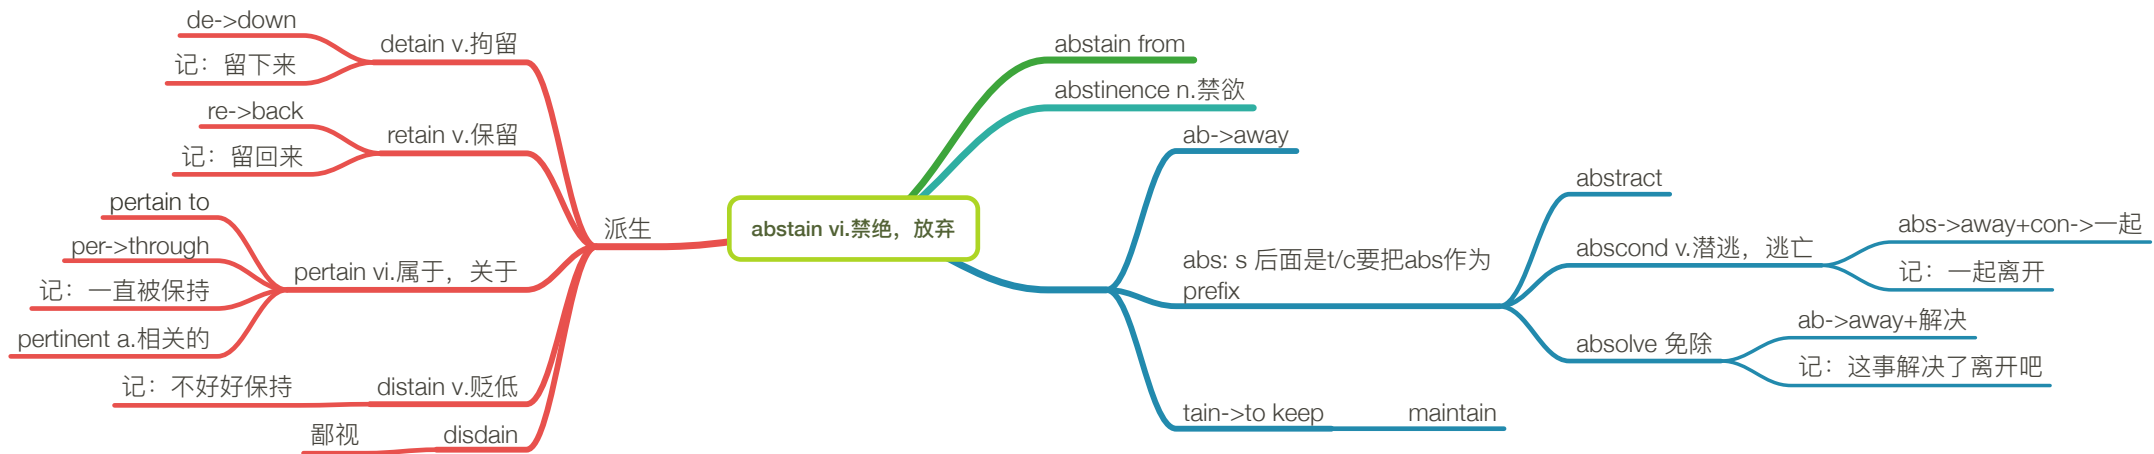 abstain vi.禁绝，放弃
abstain from
abstinence n.禁欲
ab->away
abs: s 后面是t/c要把abs作为
prefix
abstract
abscond v.潜逃，逃亡
abs->away+con->一起
记：一起离开
absolve 免除
ab->away+解决
记：这事解决了离开吧
tain->to keep
maintain
派生
detain v.拘留
de->down
记：留下来
retain v.保留
re->back
记：留回来
pertain vi.属于，关于
pertain to
per->through
记：一直被保持
pertinent a.相关的
distain v.贬低
记：不好好保持
disdain
鄙视